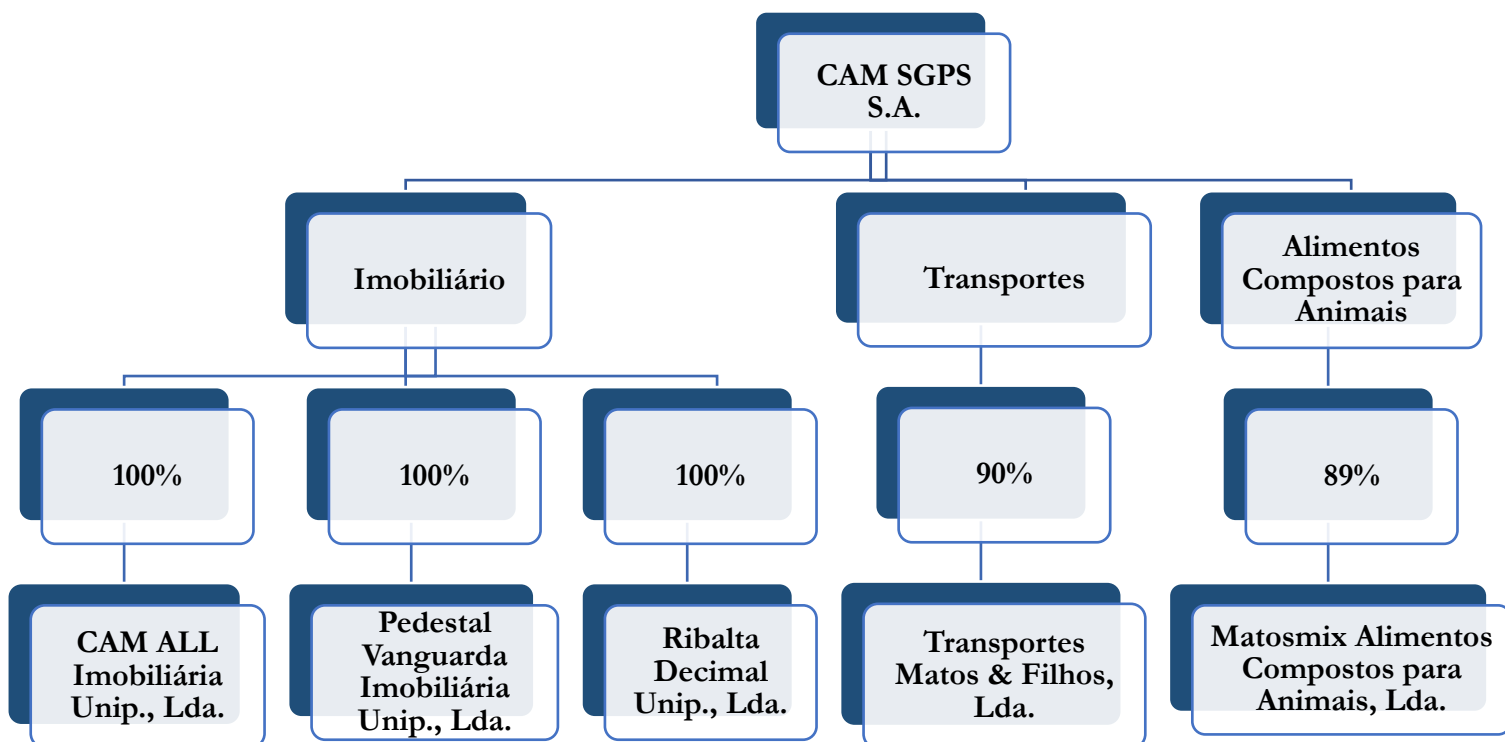 CAM SGPS
S.A.
Imobiliário
Transportes
Alimentos
Compostos para
Animais
100%
100%
100%
90%
89%
CAM ALL
Imobiliária
Unip., Lda.
Pedestal
Vanguarda
Imobiliária
Unip., Lda.
Ribalta
Decimal
Unip., Lda.
Transportes
Matos & Filhos,
Lda.
Matosmix Alimentos
Compostos para
Animais, Lda.